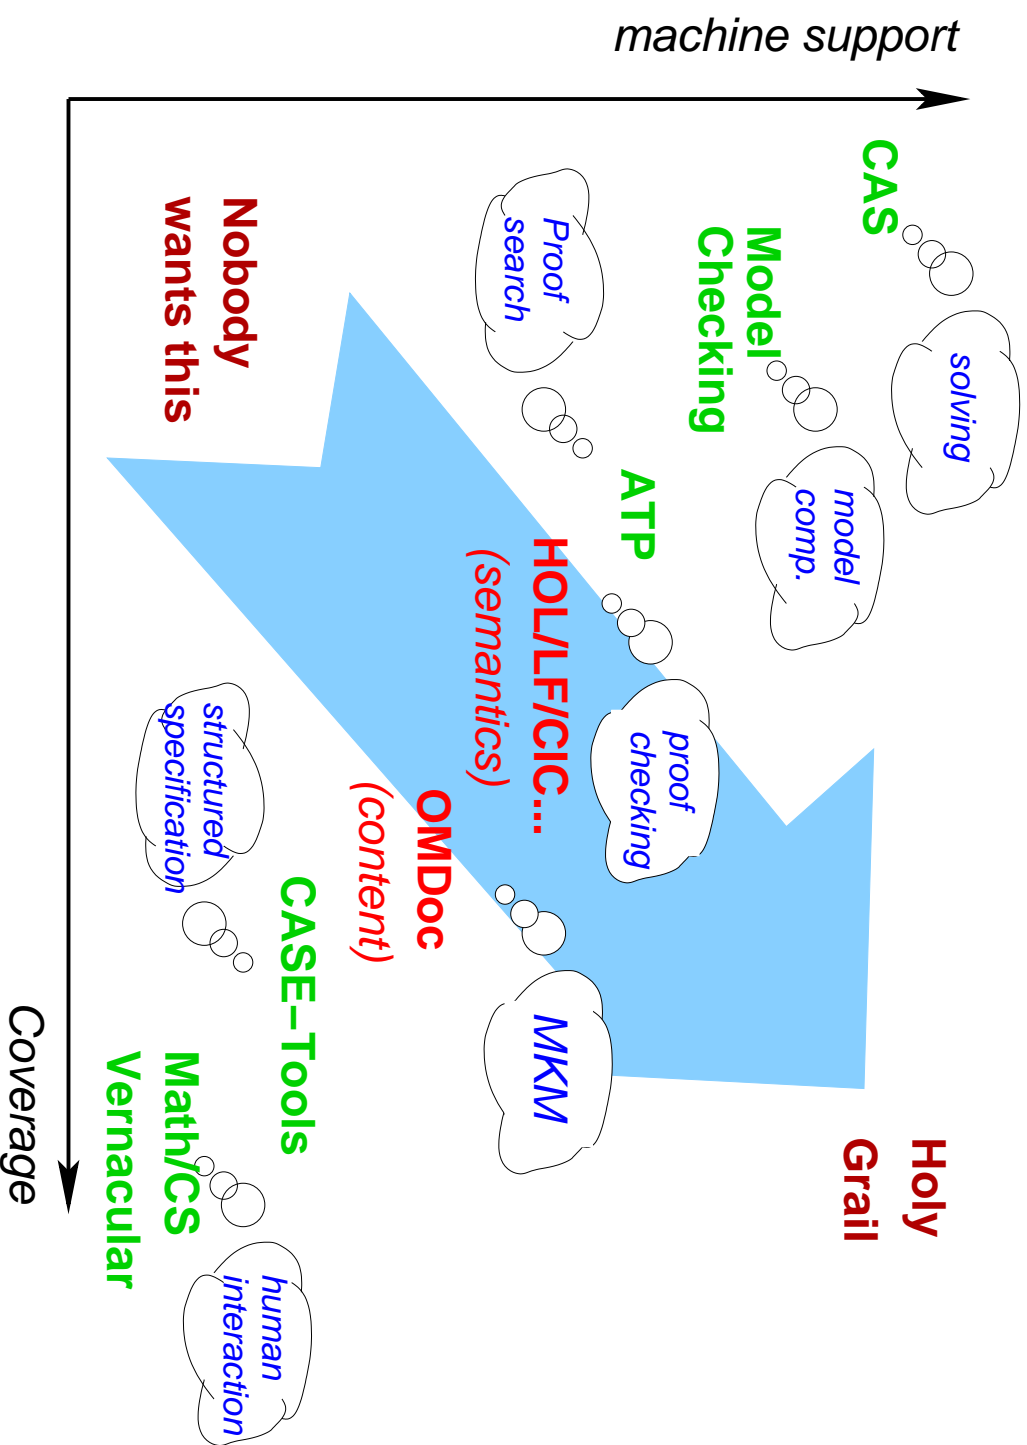 machine support
CAS
solving
Model
Checking
model
comp.
Proof
search
ATP
proof
checking
HOL/LF/CIC...
(semantics)
OMDoc
(content)
MKM
Holy
Grail
Nobody
wants this
structured
specification
CASE–Tools
Math/CS
Vernacular
human
interaction
Coverage